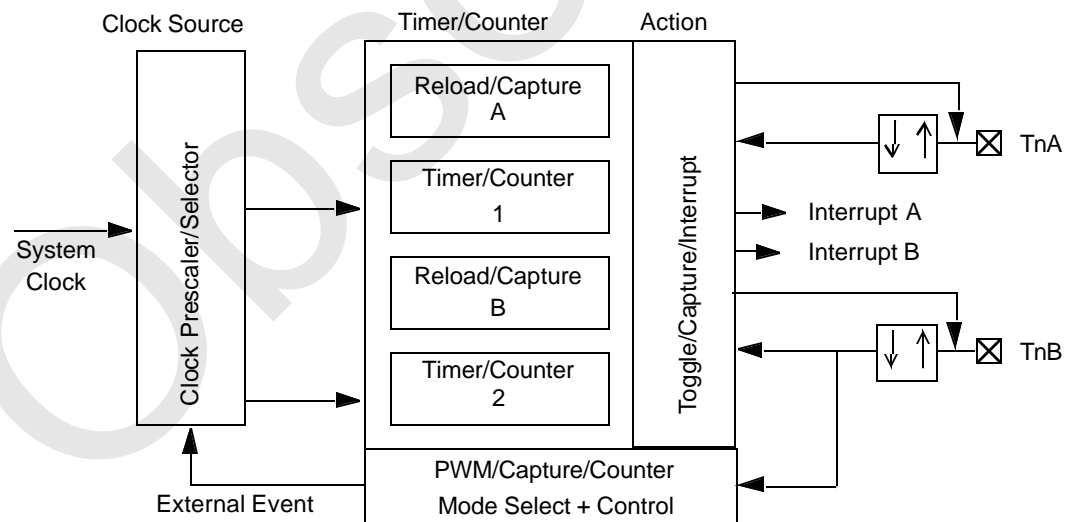 Clock Source
Timer/Counter
Action
Reload/Capture
A
Timer/Counter
1
Reload/Capture
B
Timer/Counter
2
Clock Prescaler/Selector
Toggle/Capture/Interrupt
System
Clock
TnA
Interrupt A
Interrupt B
TnB
PWM/Capture/Counter
Mode Select + Control
External Event
Obs